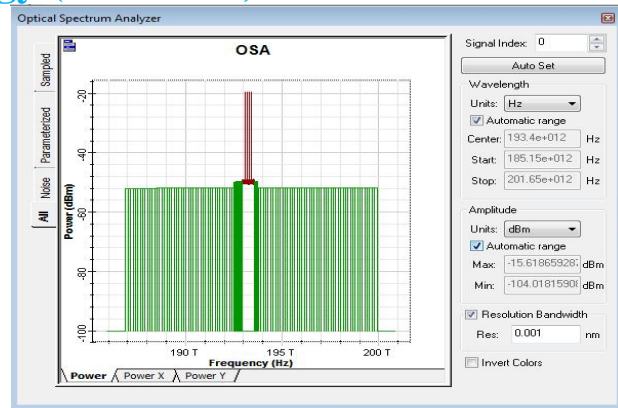 Optical Spectrum Analyzer
Signal Index: 0
Auto Set
Wavelength
Units: Hz
Automatic range
Center: 193.4e+012 Hz
Start: 185.15e+012 Hz
Stop: 201.65e+012 Hz
Amplitude
Units: dBm
Automatic range
Max: -15.61865928 dBm
Min: -104.01815908 dBm
Resolution Bandwidth
Res: 0.001 nm
Invert Colors
Sampled
Parameterized
Noise
All
OSA
Power (dBm)
-20
-40
-60
-80
-100
190 T 195 T 200 T
Frequency (Hz)
Power Power X Power Y